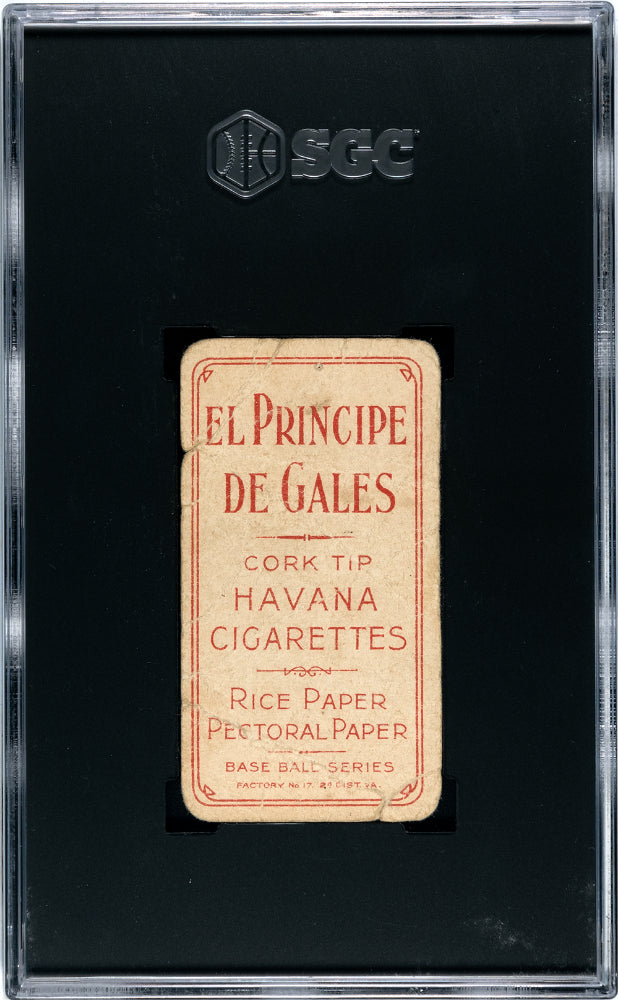 SGC
EL PRINCIPE
DE GALES
CORK TIP
HAVANA
CIGARETTES
RICE PAPER
PECTORAL PAPER
BASE BALL SERIES
FACTORY No 17. 2d DIST. VA.